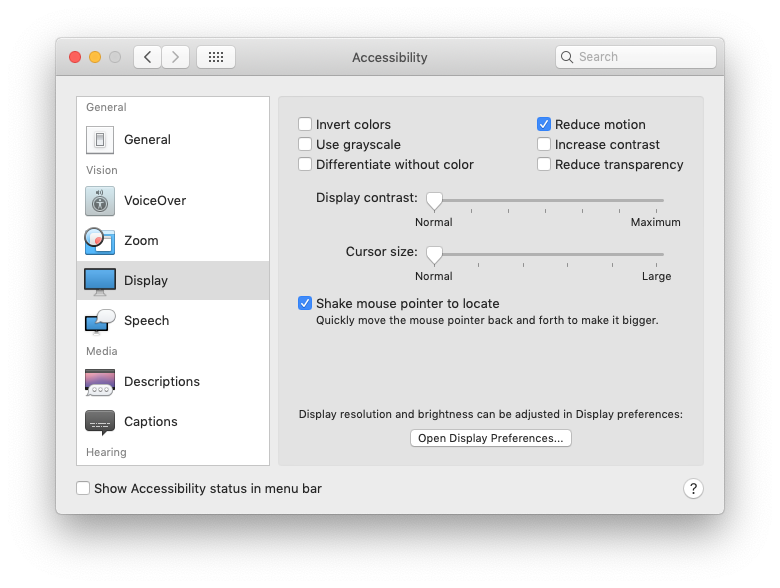 Accessibility
Search
General
General
Vision
VoiceOver
Zoom
Display
Speech
Media
Descriptions
Captions
Hearing
Invert colors
Reduce motion
Use grayscale
Increase contrast
Differentiate without color
Reduce transparency
Display contrast:
Normal Maximum
Cursor size:
Normal Large
Shake mouse pointer to locate
Quickly move the mouse pointer back and forth to make it bigger.
Display resolution and brightness can be adjusted in Display preferences:
Open Display Preferences...
Show Accessibility status in menu bar
?